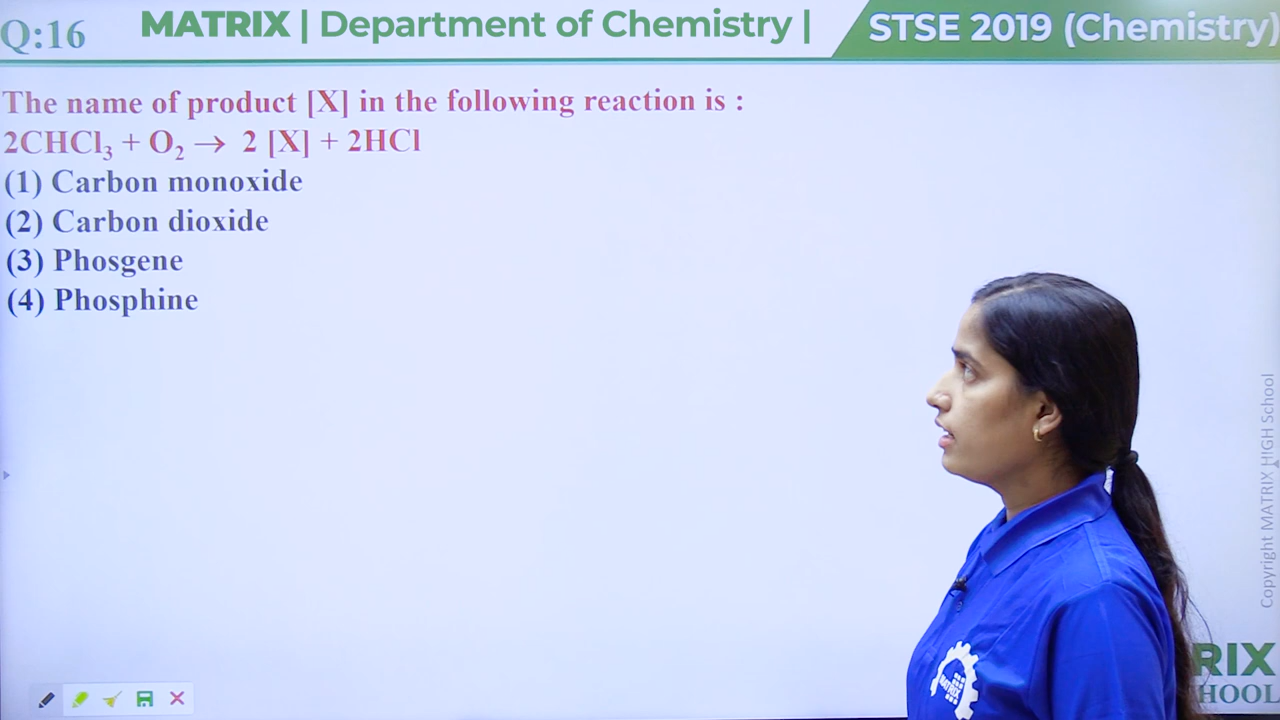 Q:16
MATRIX | Department of Chemistry |
STSE 2019 (Chemistry)
The name of product [X] in the following reaction is :
2CHCl₃ + O₂ → 2 [X] + 2HCl
(1) Carbon monoxide
(2) Carbon dioxide
(3) Phosgene
(4) Phosphine
Copyright MATRIX HIGH School
MATRIX
RIX
HOOL